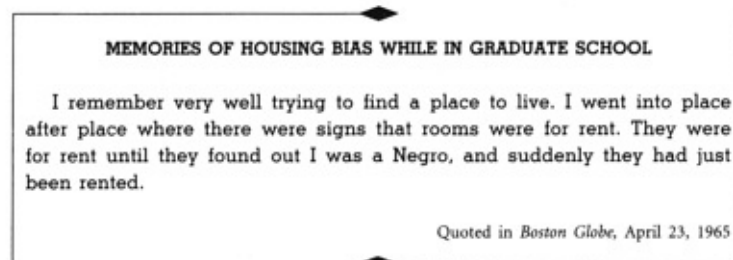 MEMORIES OF HOUSING BIAS WHILE IN GRADUATE SCHOOL
I remember very well trying to find a place to live. I went into place
after place where there were signs that rooms were for rent. They were
for rent until they found out I was a Negro, and suddenly they had just
been rented.
Quoted in Boston Globe, April 23, 1965